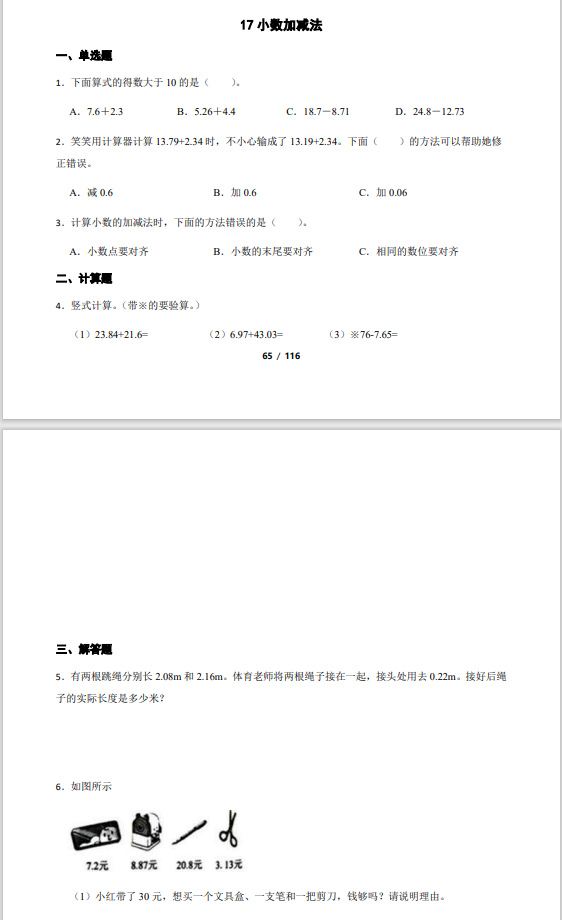 17 小数加减法
一、单选题
1．下面算式的得数大于 10 的是（　　）。
A．7.6＋2.3　　B．5.26＋4.4　　C．18.7－8.71　　D．24.8－12.73
2．笑笑用计算器计算 13.79+2.34 时，不小心输成了 13.19+2.34。下面（　　）的方法可以帮助她修
正错误。
A．减 0.6　　B．加 0.6　　C．加 0.06
3．计算小数的加减法时，下面的方法错误的是（　　）。
A．小数点要对齐　　B．小数的末尾要对齐　　C．相同的数位要对齐
二、计算题
4．竖式计算。（带※的要验算。）
（1）23.84+21.6=　　（2）6.97+43.03=　　（3）※76-7.65=
65 / 116
三、解答题
5．有两根跳绳分别长 2.08m 和 2.16m。体育老师将两根绳子接在一起，接头处用去 0.22m。接好后绳
子的实际长度是多少米？
6．如图所示
7.2元　8.87元　20.8元　3.13元
（1）小红带了 30 元，想买一个文具盒、一支笔和一把剪刀，钱够吗？请说明理由。